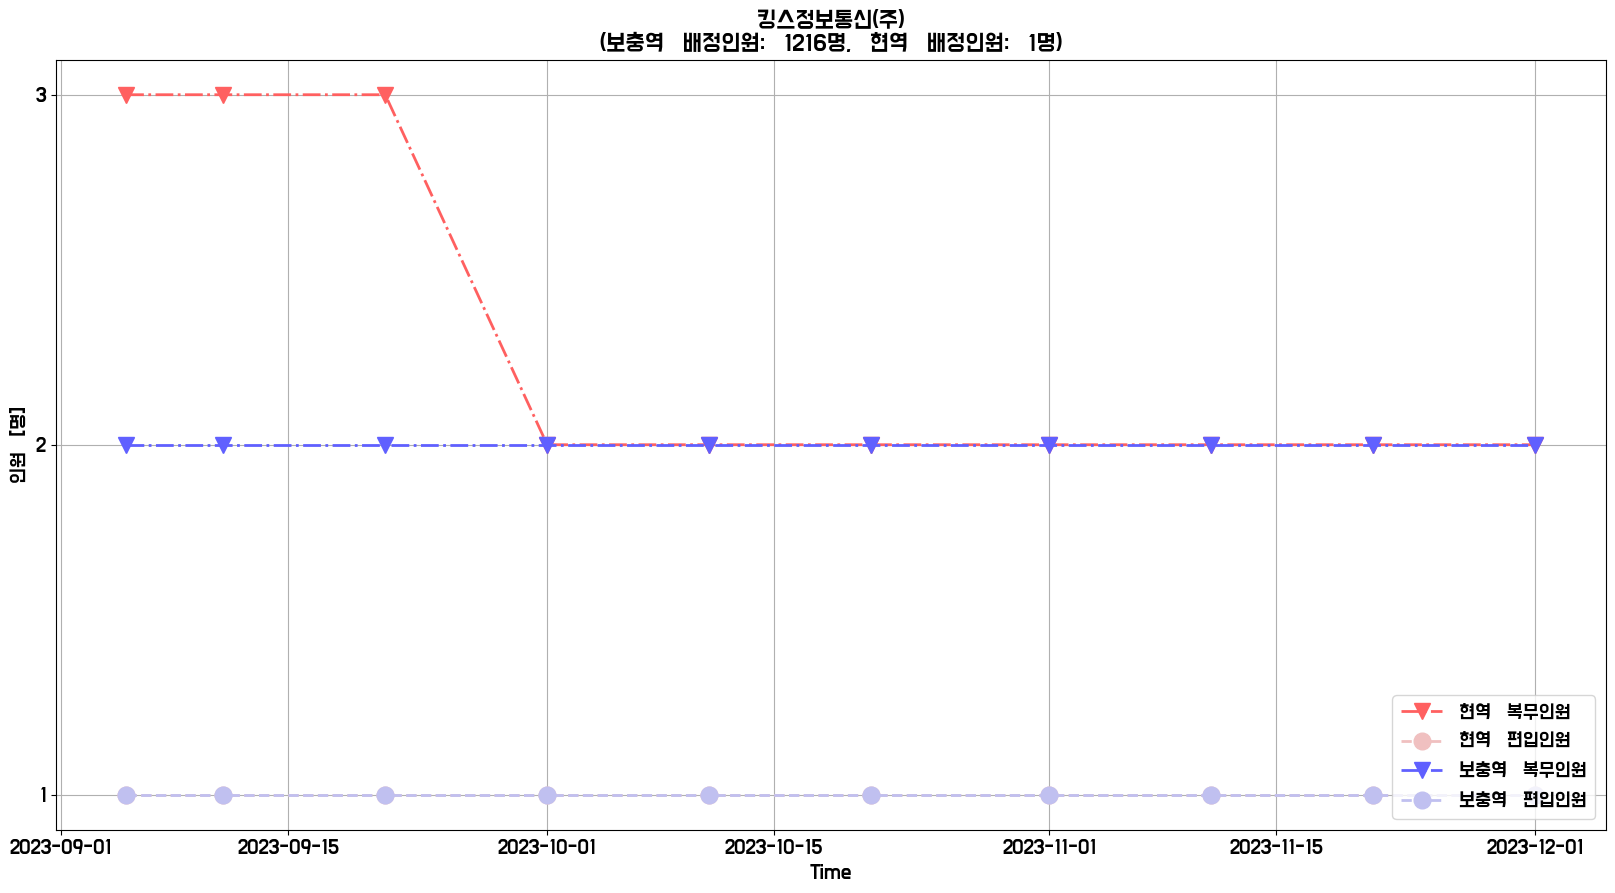 킹스정보통신(주)
(보충역 배정인원: 1216명, 현역 배정인원: 1명)
3
2
1
인원 [명]
2023-09-01 2023-09-15 2023-10-01 2023-10-15 2023-11-01 2023-11-15 2023-12-01
Time
현역 복무인원
현역 편입인원
보충역 복무인원
보충역 편입인원